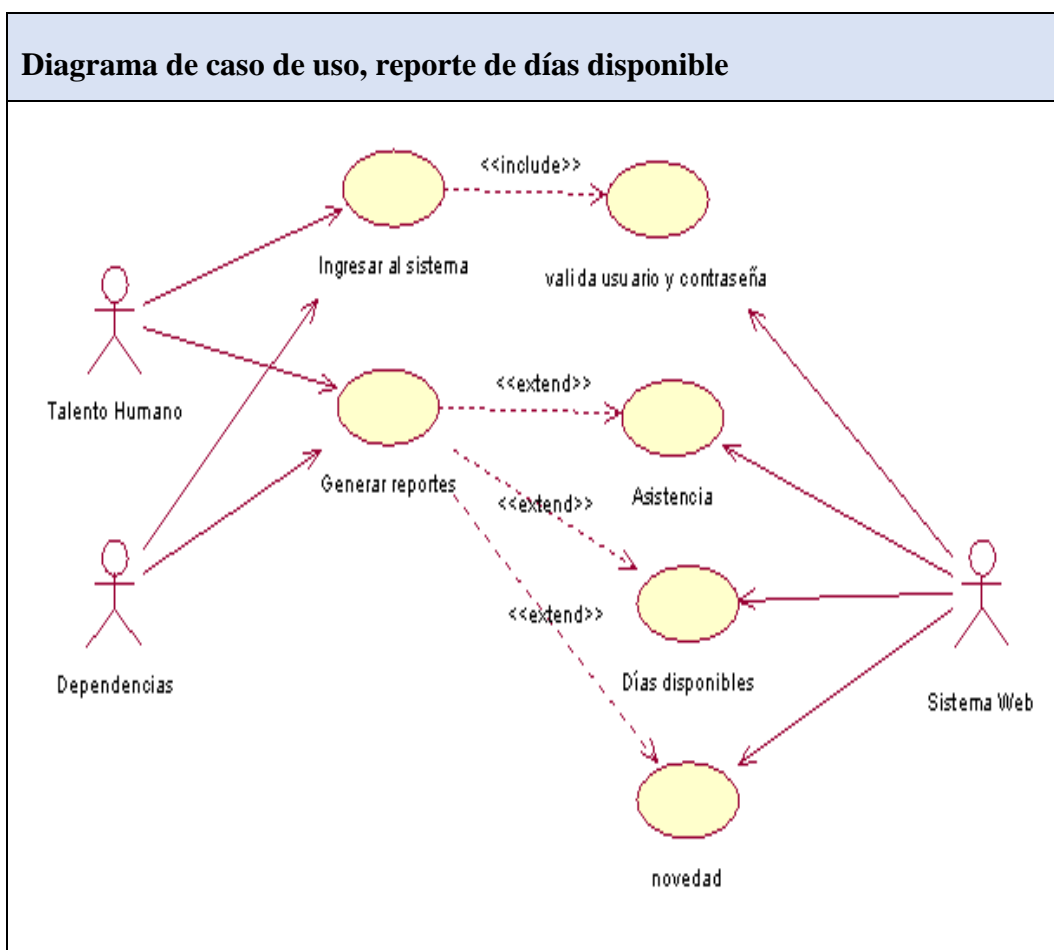 Diagrama de caso de uso, reporte de días disponible
<<include>>
Ingresar al sistema
valida usuario y contraseña
Talento Humano
<<extend>>
Generar reportes
Asistencia
<<extend>>
<<extend>>
Dependencias
Días disponibles
Sistema Web
novedad